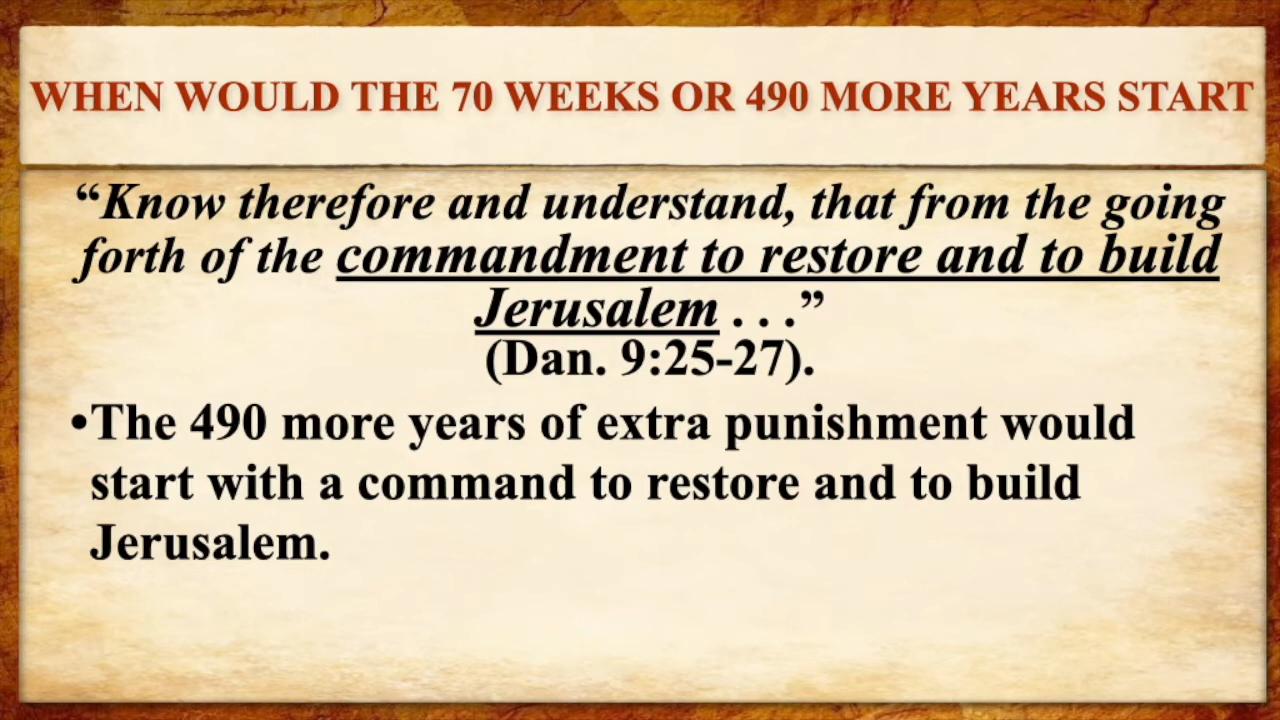 WHEN WOULD THE 70 WEEKS OR 490 MORE YEARS START
“Know therefore and understand, that from the going
forth of the commandment to restore and to build
Jerusalem . . .”
(Dan. 9:25-27).
•The 490 more years of extra punishment would
start with a command to restore and to build
Jerusalem.